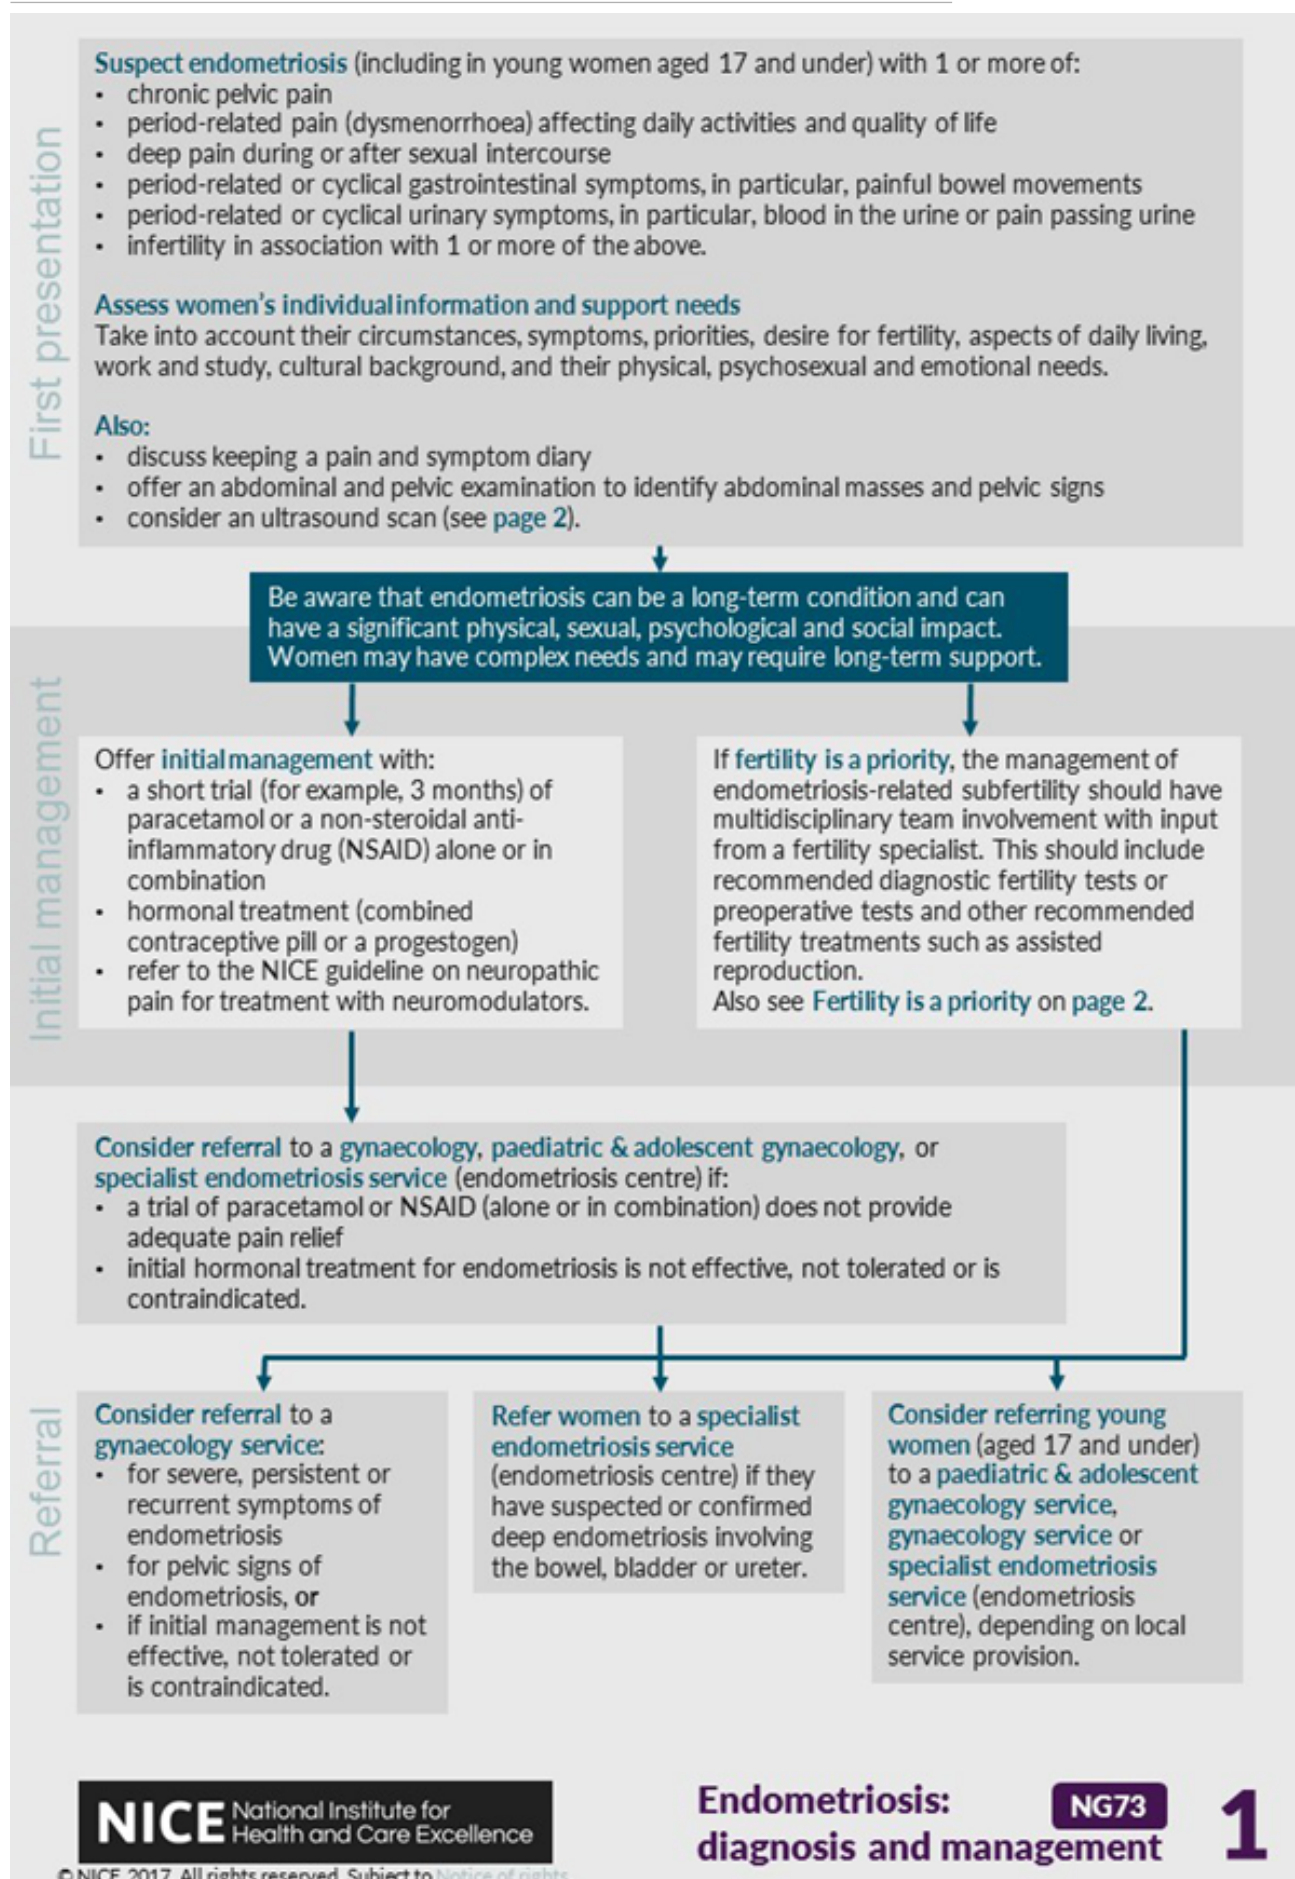 First presentation
Suspect endometriosis (including in young women aged 17 and under) with 1 or more of:
• chronic pelvic pain
• period-related pain (dysmenorrhoea) affecting daily activities and quality of life
• deep pain during or after sexual intercourse
• period-related or cyclical gastrointestinal symptoms, in particular, painful bowel movements
• period-related or cyclical urinary symptoms, in particular, blood in the urine or pain passing urine
• infertility in association with 1 or more of the above.
Assess women's individual information and support needs
Take into account their circumstances, symptoms, priorities, desire for fertility, aspects of daily living,
work and study, cultural background, and their physical, psychosexual and emotional needs.
Also:
• discuss keeping a pain and symptom diary
• offer an abdominal and pelvic examination to identify abdominal masses and pelvic signs
• consider an ultrasound scan (see page 2).
Be aware that endometriosis can be a long-term condition and can
have a significant physical, sexual, psychological and social impact.
Women may have complex needs and may require long-term support.
Initial management
Offer initial management with:
• a short trial (for example, 3 months) of
paracetamol or a non-steroidal anti-
inflammatory drug (NSAID) alone or in
combination
• hormonal treatment (combined
contraceptive pill or a progestogen)
• refer to the NICE guideline on neuropathic
pain for treatment with neuromodulators.
If fertility is a priority, the management of
endometriosis-related subfertility should have
multidisciplinary team involvement with input
from a fertility specialist. This should include
recommended diagnostic fertility tests or
preoperative tests and other recommended
fertility treatments such as assisted
reproduction.
Also see Fertility is a priority on page 2.
Referral
Consider referral to a gynaecology, paediatric & adolescent gynaecology, or
specialist endometriosis service (endometriosis centre) if:
• a trial of paracetamol or NSAID (alone or in combination) does not provide
adequate pain relief
• initial hormonal treatment for endometriosis is not effective, not tolerated or is
contraindicated.
Consider referral to a
gynaecology service:
• for severe, persistent or
recurrent symptoms of
endometriosis
• for pelvic signs of
endometriosis, or
• if initial management is not
effective, not tolerated or
is contraindicated.
Refer women to a specialist
endometriosis service
(endometriosis centre) if they
have suspected or confirmed
deep endometriosis involving
the bowel, bladder or ureter.
Consider referring young
women (aged 17 and under)
to a paediatric & adolescent
gynaecology service,
gynaecology service or
specialist endometriosis
service (endometriosis
centre), depending on local
service provision.
NICE National Institute for
Health and Care Excellence
© NICE 2017. All rights reserved. Subject to Notice of rights
Endometriosis:
diagnosis and management
NG73
1